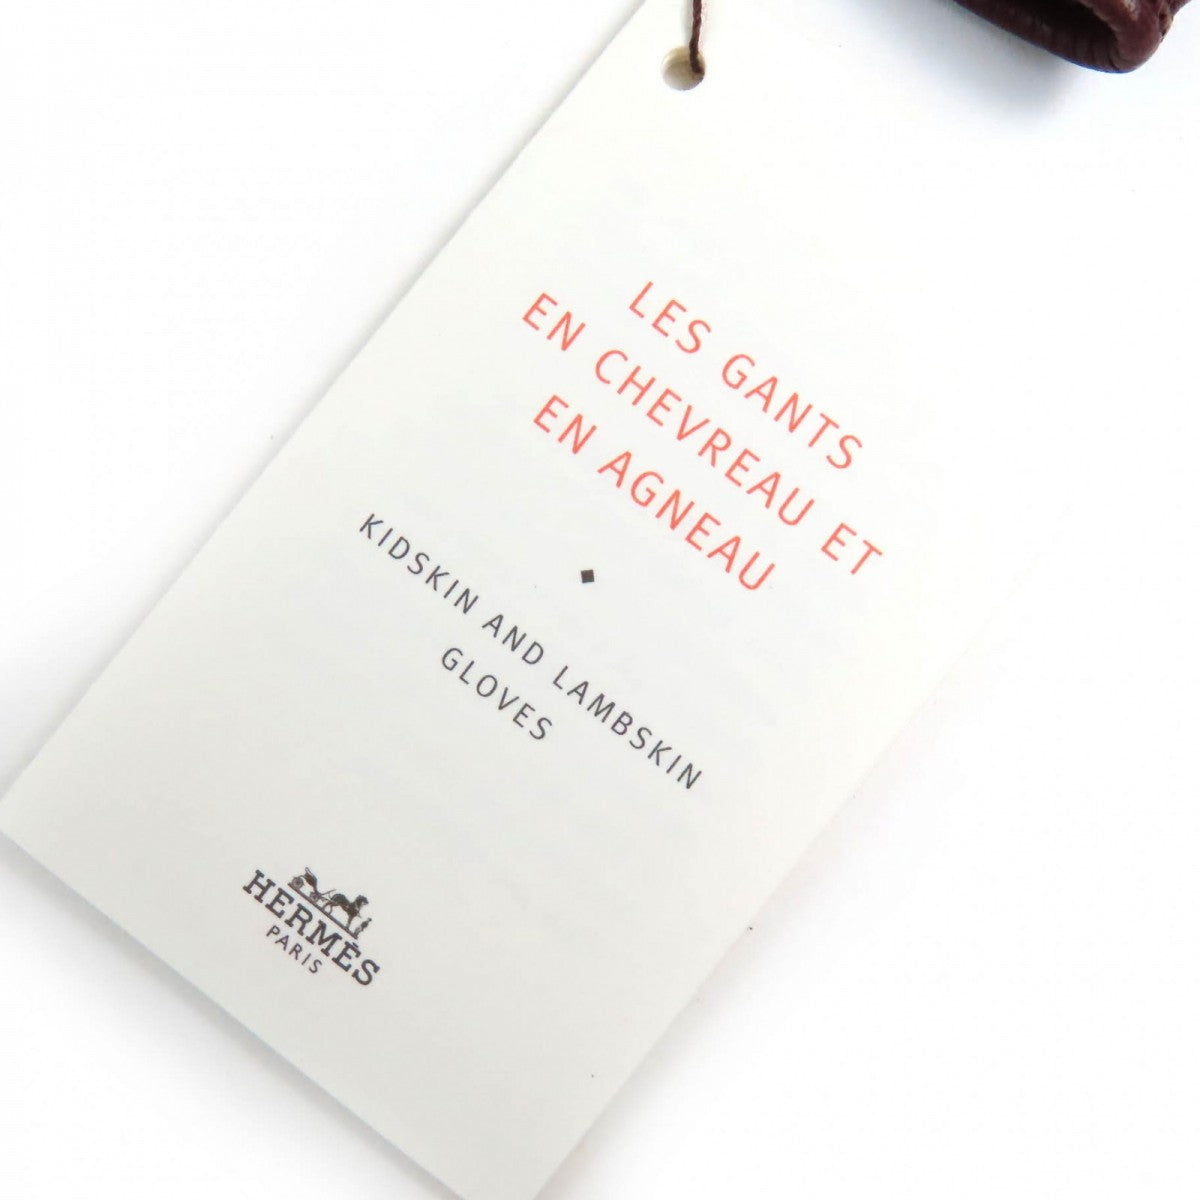 LES GANTS
EN CHEVREAU ET
EN AGNEAU
KIDSKIN AND LAMBSKIN
GLOVES
HERMÈS
PARIS